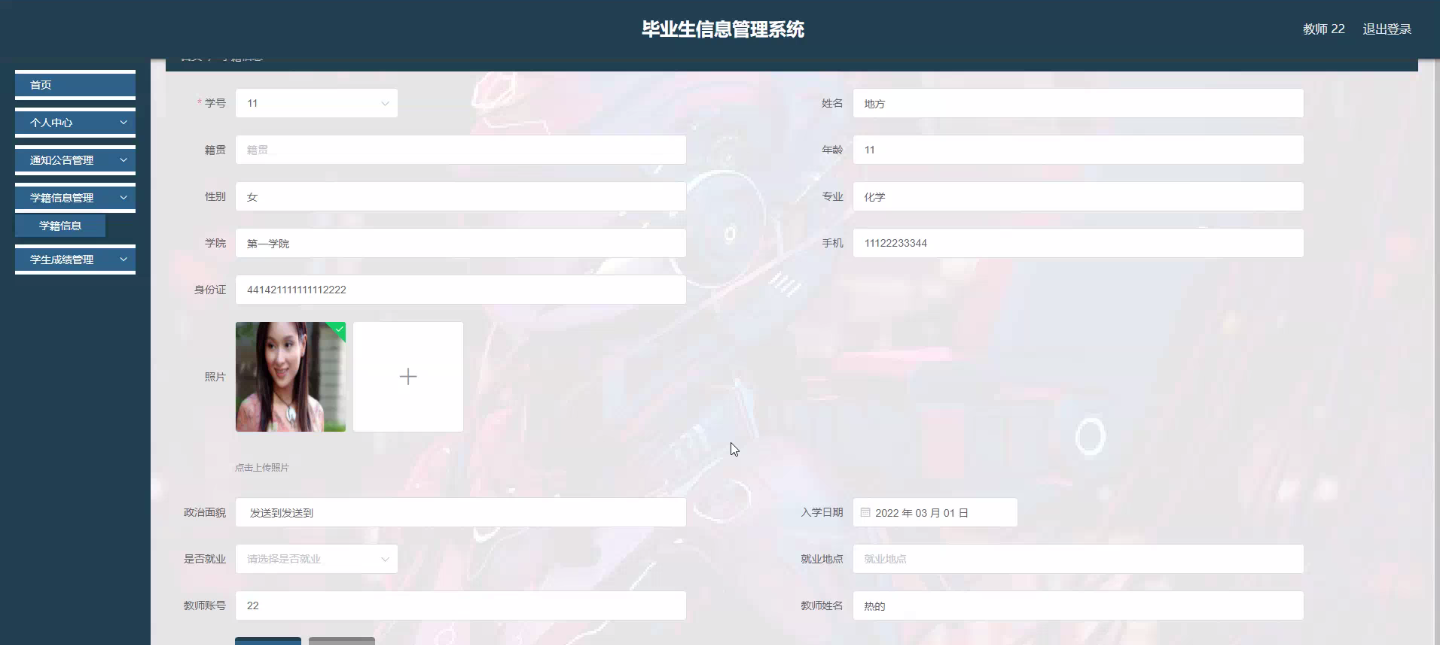 毕业生信息管理系统
教师 22 退出登录
首页
个人中心
通知公告管理
学籍信息管理
学籍信息
学生成绩管理
* 学号 11 姓名 地方
籍贯 籍贯 年龄 11
性别 女 专业 化学
学院 第一学院 手机 11122233344
身份证 441421111111112222
照片
点击上传照片
政治面貌 发送到发送到 入学日期 2022 年 03 月 01 日
是否就业 请选择是否就业 就业地点 就业地点
教师账号 22 教师姓名 热的